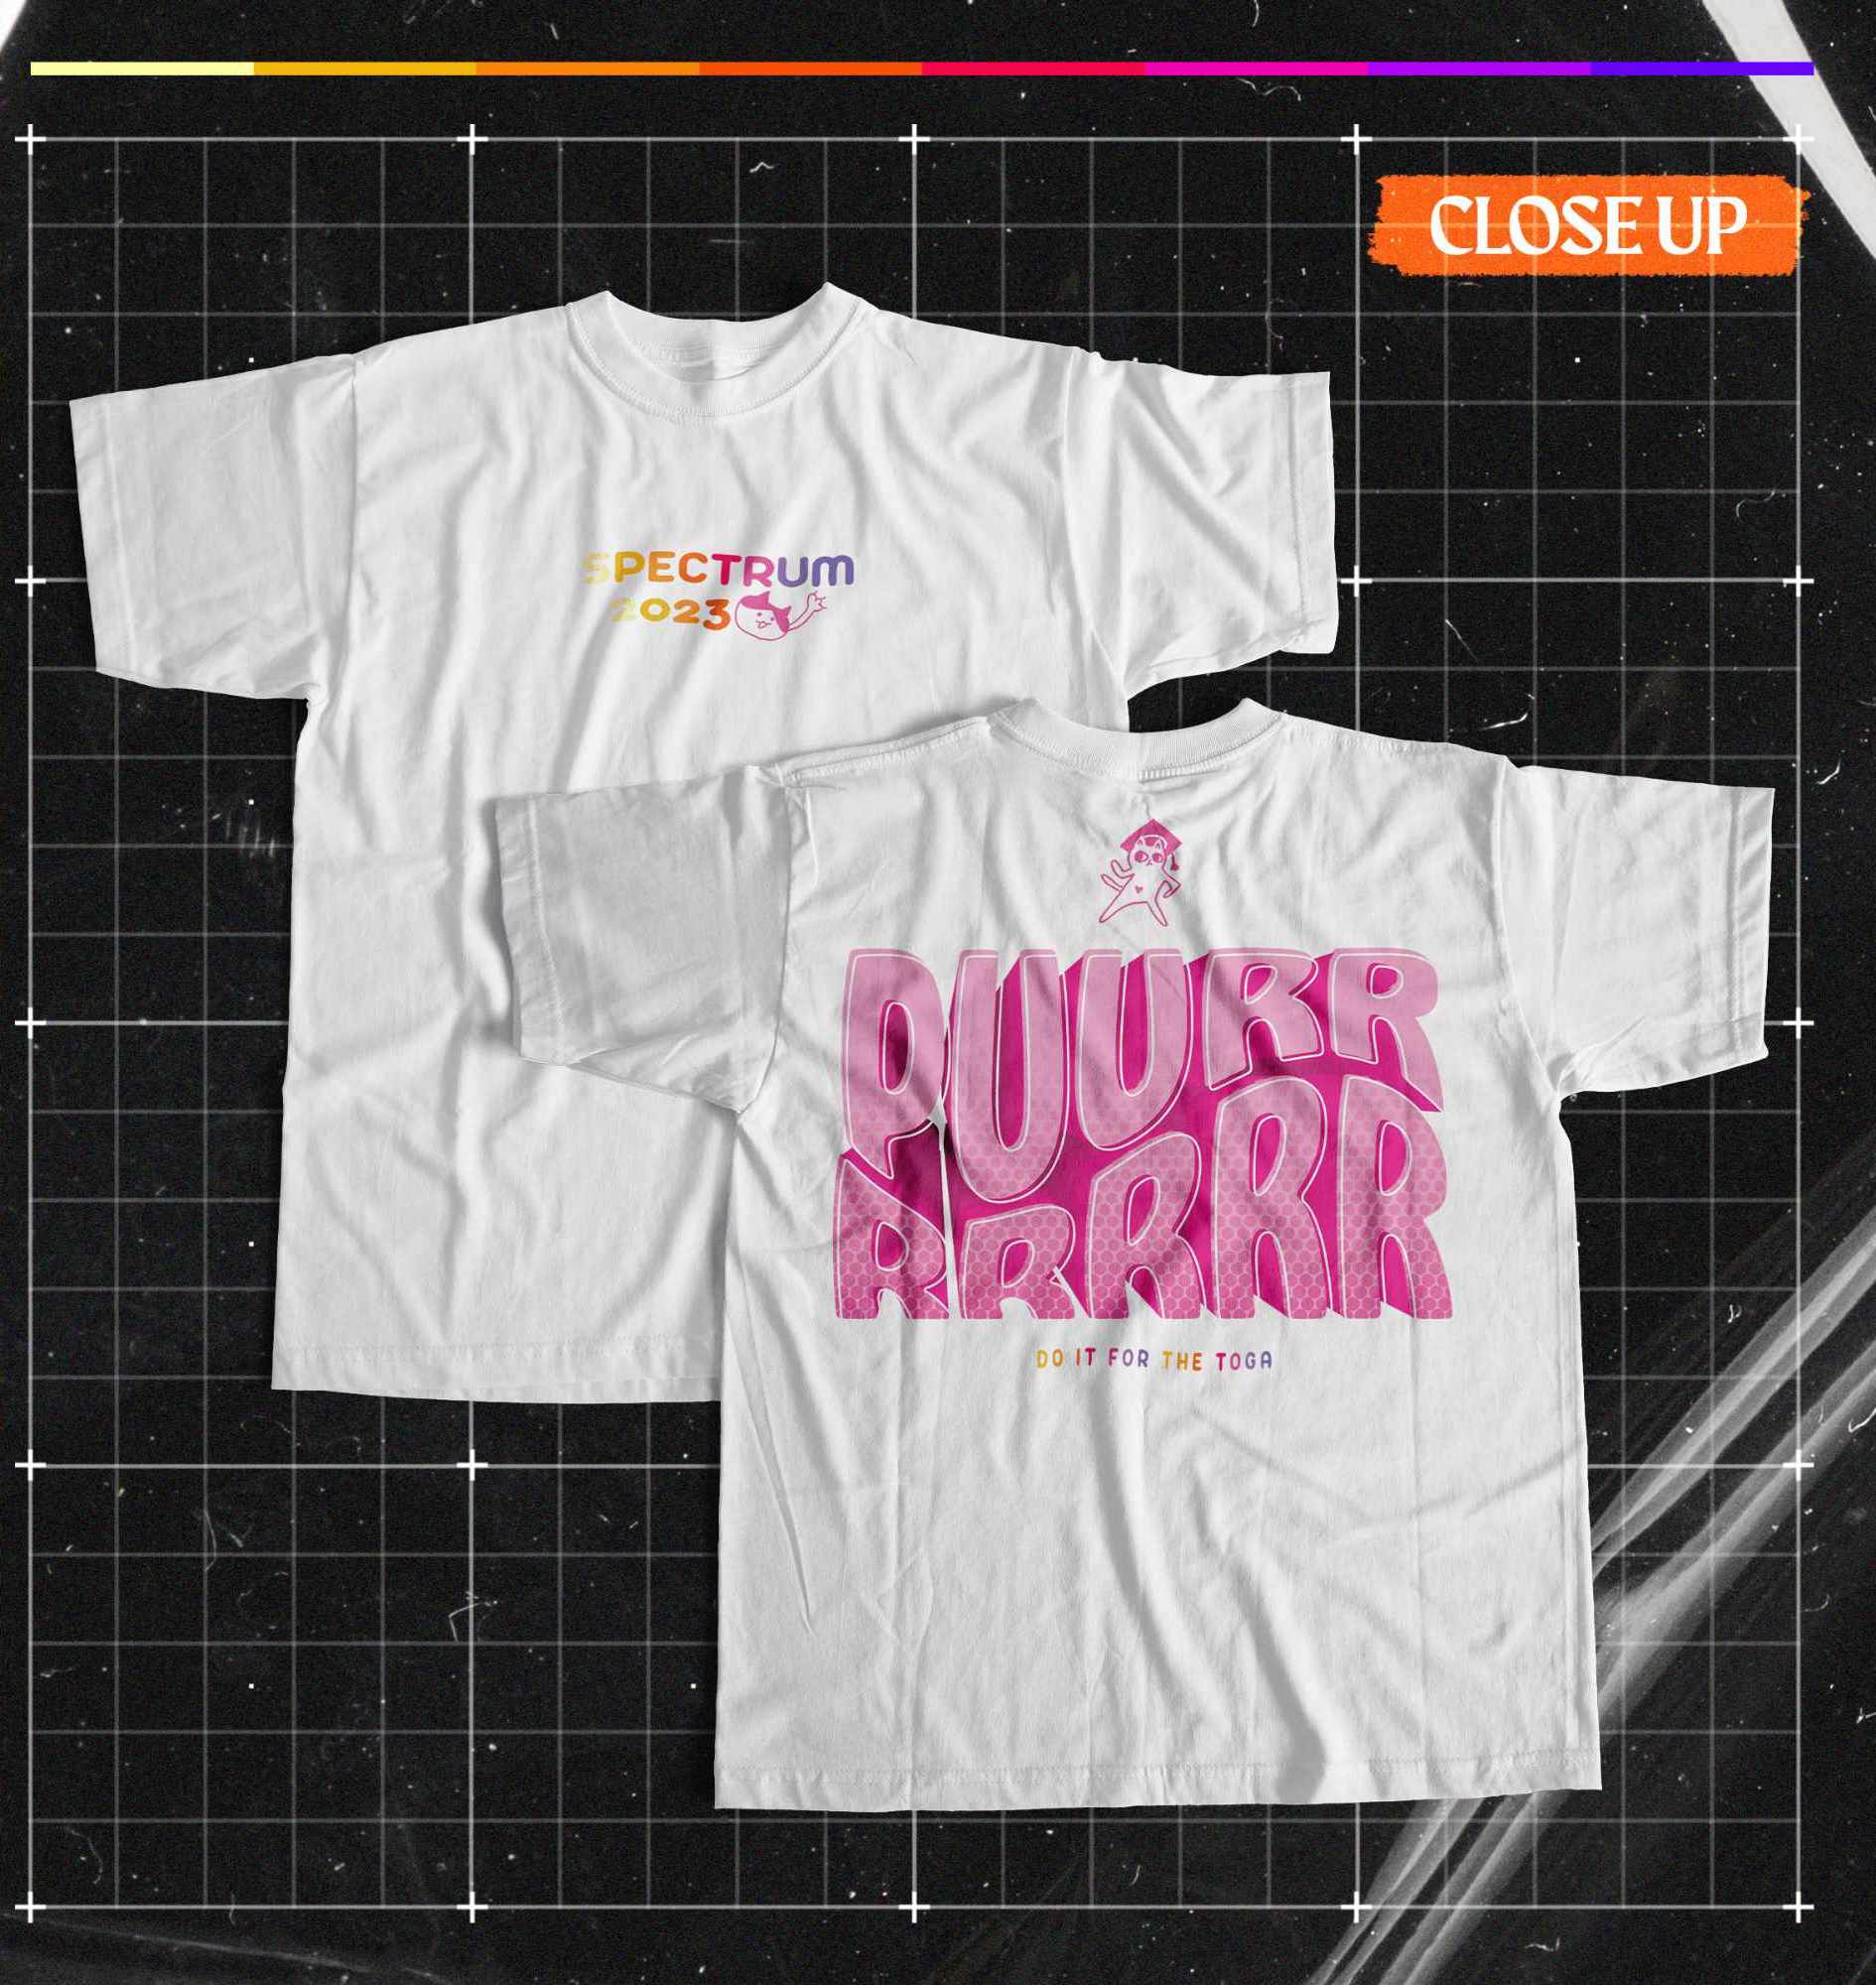 CLOSE UP
SPECTRUM
2023
PUURR
RRRRR
DO IT FOR THE TOGA